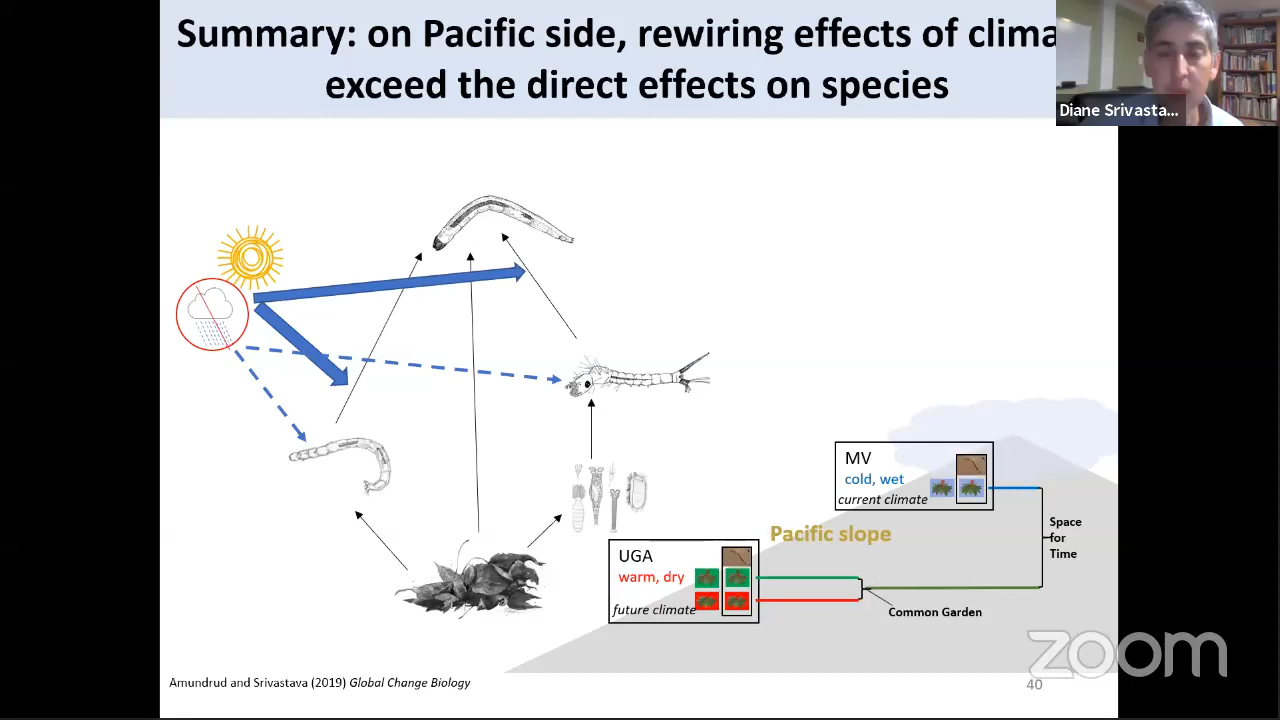 Summary: on Pacific side, rewiring effects of clima
exceed the direct effects on species
Diane Srivasta...
MV
cold, wet
current climate
Space
for
Time
Pacific slope
UGA
warm, dry
future climate
Common Garden
zoom
Amundrud and Srivastava (2019) Global Change Biology
40